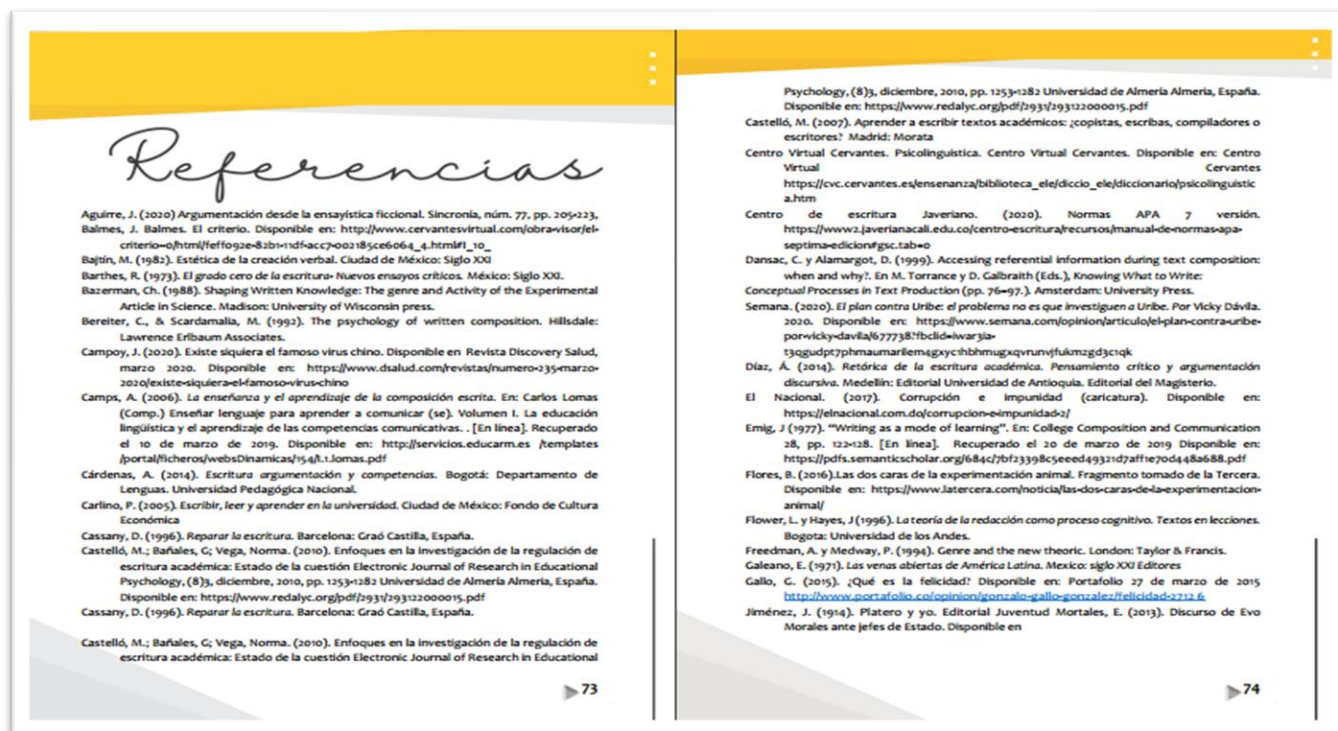 Referencias
Aguirre, J. (2020) Argumentación desde la ensayística ficcional. Sincronía, núm. 77, pp. 205-223,
Balmes, J. Balmes. El criterio. Disponible en: http://www.cervantesvirtual.com/obra-visor/el-
criterio--0/html/feff092e-82b1-11df-acc7-002185ce6064_4.html#I_10_
Bajtín, M. (1982). Estética de la creación verbal. Ciudad de México: Siglo XXI
Barthes, R. (1973). El grado cero de la escritura- Nuevos ensayos críticos. México: Siglo XXI.
Bazerman, Ch. (1988). Shaping Written Knowledge: The genre and Activity of the Experimental
Article in Science. Madison: University of Wisconsin press.
Bereiter, C., & Scardamalia, M. (1992). The psychology of written composition. Hillsdale:
Lawrence Erlbaum Associates.
Campoy, J. (2020). Existe siquiera el famoso virus chino. Disponible en Revista Discovery Salud,
marzo 2020. Disponible en: https://www.dsalud.com/revistas/numero-235-marzo-
2020/existe-siquiera-el-famoso-virus-chino
Camps, A. (2006). La enseñanza y el aprendizaje de la composición escrita. En: Carlos Lomas
(Comp.) Enseñar lenguaje para aprender a comunicar (se). Volumen I. La educación
lingüística y el aprendizaje de las competencias comunicativas. . [En línea]. Recuperado
el 10 de marzo de 2019. Disponible en: http://servicios.educarm.es /templates
/portal/ficheros/websDinamicas/154/I.1.lomas.pdf
Cárdenas, A. (2014). Escritura argumentación y competencias. Bogotá: Departamento de
Lenguas. Universidad Pedagógica Nacional.
Carlino, P. (2005). Escribir, leer y aprender en la universidad. Ciudad de México: Fondo de Cultura
Económica
Cassany, D. (1996). Reparar la escritura. Barcelona: Graó Castilla, España.
Castelló, M.; Bañales, G; Vega, Norma. (2010). Enfoques en la investigación de la regulación de
escritura académica: Estado de la cuestión Electronic Journal of Research in Educational
Psychology, (8)3, diciembre, 2010, pp. 1253-1282 Universidad de Almería Almeria, España.
Disponible en: https://www.redalyc.org/pdf/2931/293122000015.pdf
Cassany, D. (1996). Reparar la escritura. Barcelona: Graó Castilla, España.
Castelló, M.; Bañales, G; Vega, Norma. (2010). Enfoques en la investigación de la regulación de
escritura académica: Estado de la cuestión Electronic Journal of Research in Educational
73
Psychology, (8)3, diciembre, 2010, pp. 1253-1282 Universidad de Almería Almeria, España.
Disponible en: https://www.redalyc.org/pdf/2931/293122000015.pdf
Castelló, M. (2007). Aprender a escribir textos académicos: ¿copistas, escribas, compiladores o
escritores? Madrid: Morata
Centro Virtual Cervantes. Psicolinguistica. Centro Virtual Cervantes. Disponible en: Centro
Virtual Cervantes
https://cvc.cervantes.es/ensenanza/biblioteca_ele/diccio_ele/diccionario/psicolinguistic
a.htm
Centro de escritura Javeriano. (2020). Normas APA 7 versión.
https://www2.javerianacali.edu.co/centro-escritura/recursos/manual-de-normas-apa-
septima-edicion#gsc.tab=0
Dansac, C. y Alamargot, D. (1999). Accessing referential information during text composition:
when and why?. En M. Torrance y D. Galbraith (Eds.), Knowing What to Write:
Conceptual Processes in Text Production (pp. 76–97.). Amsterdam: University Press.
Semana. (2020). El plan contra Uribe: el problema no es que investiguen a Uribe. Por Vicky Dávila.
2020. Disponible en: https://www.semana.com/opinion/articulo/el-plan-contra-uribe-
por-vicky-davila/677738?fbclid=iwar3ia-
t3qgudpt7phmaumarilem4gxyc1hbhmugxqvrunvjfukmzgd3c1qk
Díaz, Á. (2014). Retórica de la escritura académica. Pensamiento crítico y argumentación
discursiva. Medellín: Editorial Universidad de Antioquia. Editorial del Magisterio.
El Nacional. (2017). Corrupción e impunidad (caricatura). Disponible en:
https://elnacional.com.do/corrupcion-e-impunidad-2/
Emig, J (1977). “Writing as a mode of learning”. En: College Composition and Communication
28, pp. 122-128. [En línea]. Recuperado el 20 de marzo de 2019 Disponible en:
https://pdfs.semanticscholar.org/684c/7bf23398c5eeed49321d7aff1e70d448a688.pdf
Flores, B. (2016).Las dos caras de la experimentación animal. Fragmento tomado de la Tercera.
Disponible en: https://www.latercera.com/noticia/las-dos-caras-de-la-experimentacion-
animal/
Flower, L. y Hayes, J (1996). La teoría de la redacción como proceso cognitivo. Textos en lecciones.
Bogota: Universidad de los Andes.
Freedman, A. y Medway, P. (1994). Genre and the new theoric. London: Taylor & Francis.
Galeano, E. (1971). Las venas abiertas de América Latina. Mexico: siglo XXI Editores
Gallo, G. (2015). ¿Qué es la felicidad? Disponible en: Portafolio 27 de marzo de 2015
http://www.portafolio.co/opinion/gonzalo-gallo-gonzalez/felicidad-2712 6
Jiménez, J. (1914). Platero y yo. Editorial Juventud Mortales, E. (2013). Discurso de Evo
Morales ante jefes de Estado. Disponible en
74